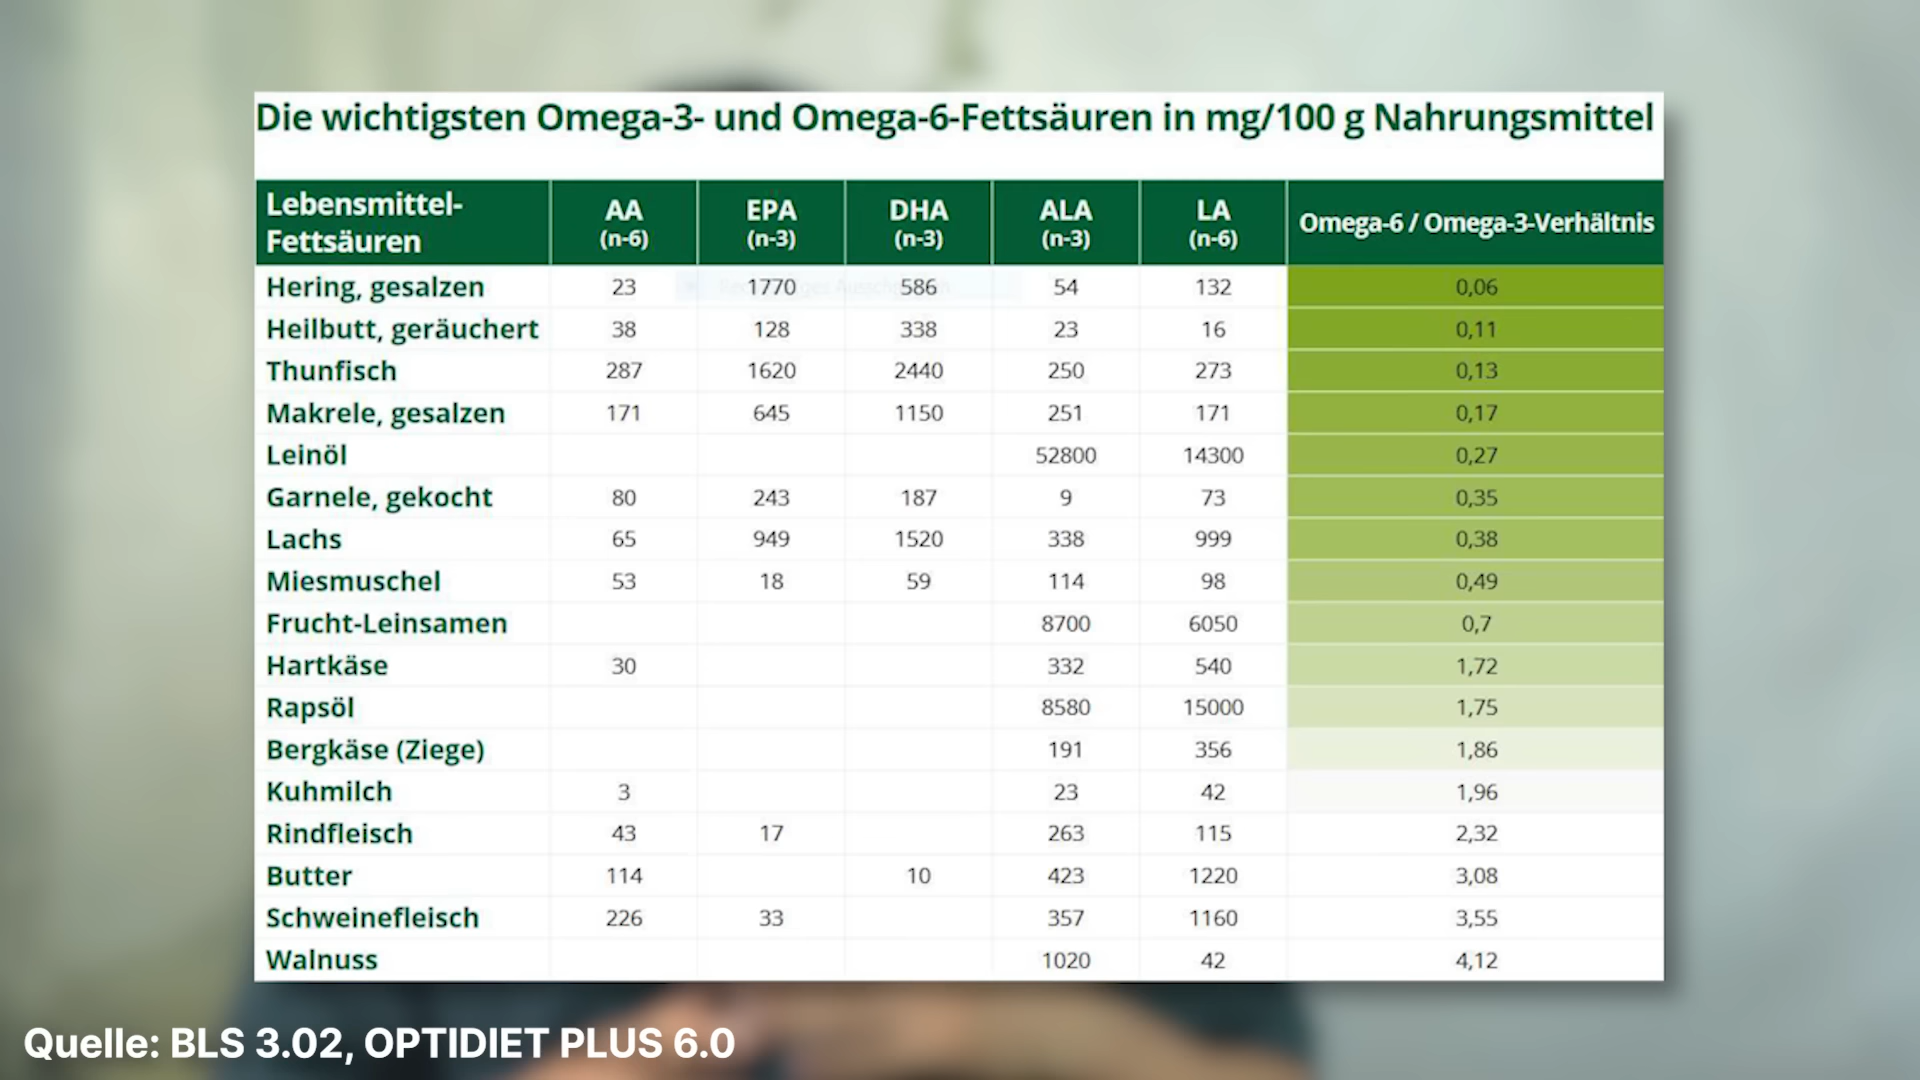 Die wichtigsten Omega-3- und Omega-6-Fettsäuren in mg/100 g Nahrungsmittel
Lebensmittel-Fettsäuren AA (n-6) EPA (n-3) DHA (n-3) ALA (n-3) LA (n-6) Omega-6 / Omega-3-Verhältnis
Hering, gesalzen 23 1770 586 54 132 0,06
Heilbutt, geräuchert 38 128 338 23 16 0,11
Thunfisch 287 1620 2440 250 273 0,13
Makrele, gesalzen 171 645 1150 251 171 0,17
Leinöl 52800 14300 0,27
Garnele, gekocht 80 243 187 9 73 0,35
Lachs 65 949 1520 338 999 0,38
Miesmuschel 53 18 59 114 98 0,49
Frucht-Leinsamen 8700 6050 0,7
Hartkäse 30 332 540 1,72
Rapsöl 8580 15000 1,75
Bergkäse (Ziege) 191 356 1,86
Kuhmilch 3 23 42 1,96
Rindfleisch 43 17 263 115 2,32
Butter 114 10 423 1220 3,08
Schweinefleisch 226 33 357 1160 3,55
Walnuss 1020 42 4,12
Quelle: BLS 3.02, OPTIDIET PLUS 6.0